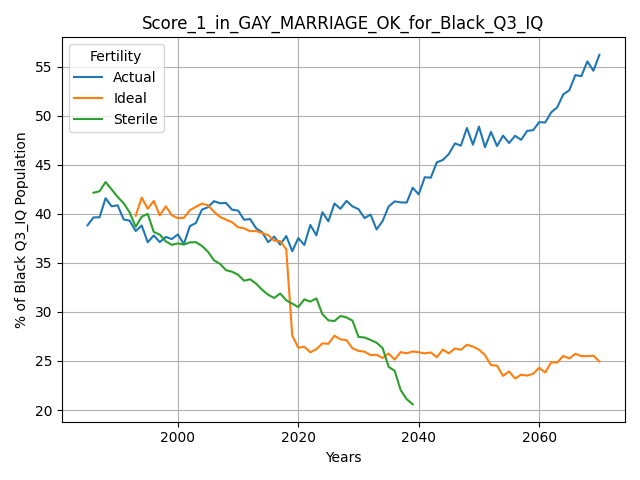 Score_1_in_GAY_MARRIAGE_OK_for_Black_Q3_IQ
Fertility
Actual
Ideal
Sterile
% of Black Q3_IQ Population
55
50
45
40
35
30
25
20
2000
2020
2040
2060
Years